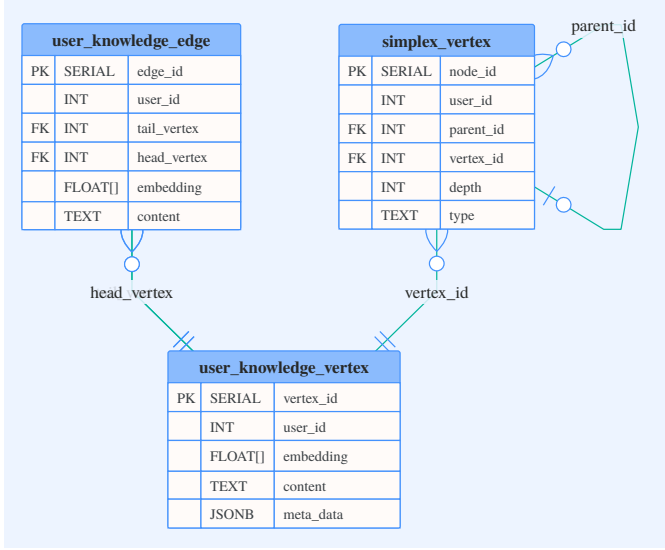 parent_id
user_knowledge_edge
PK SERIAL edge_id
INT user_id
FK INT tail_vertex
FK INT head_vertex
FLOAT[] embedding
TEXT content
simplex_vertex
PK SERIAL node_id
INT user_id
FK INT parent_id
FK INT vertex_id
INT depth
TEXT type
head_vertex
vertex_id
user_knowledge_vertex
PK SERIAL vertex_id
INT user_id
FLOAT[] embedding
TEXT content
JSONB meta_data